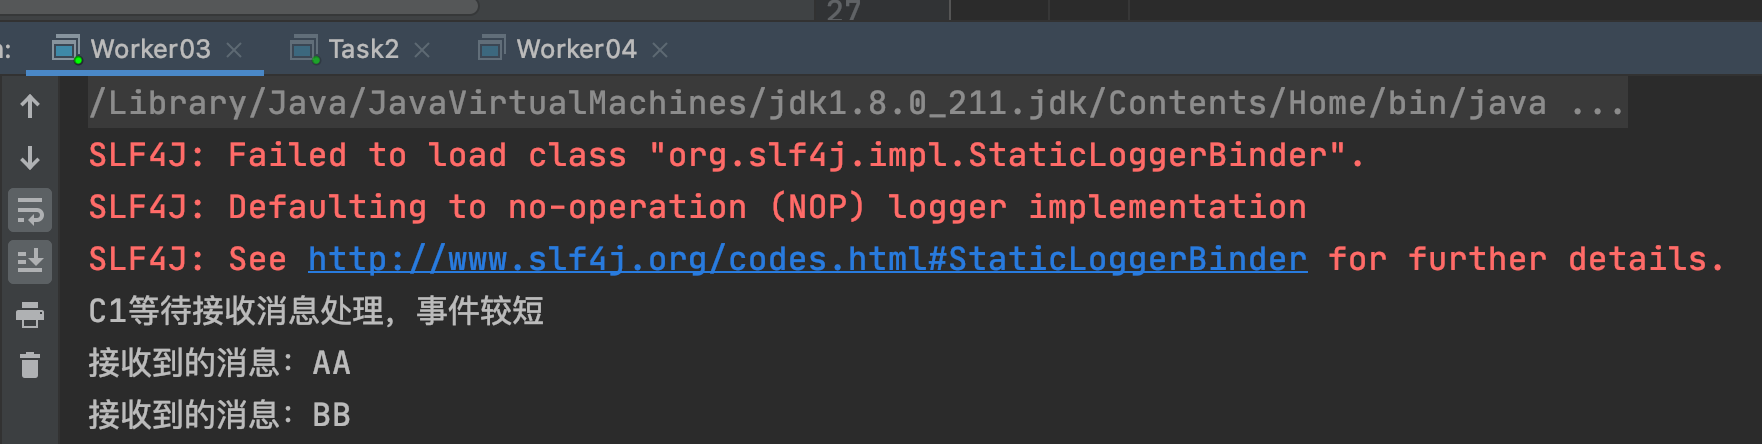 27
:
Worker03
Task2
Worker04
/Library/Java/JavaVirtualMachines/jdk1.8.0_211.jdk/Contents/Home/bin/java ...
SLF4J: Failed to load class "org.slf4j.impl.StaticLoggerBinder".
SLF4J: Defaulting to no-operation (NOP) logger implementation
SLF4J: See http://www.slf4j.org/codes.html#StaticLoggerBinder for further details.
C1等待接收消息处理，事件较短
接收到的消息：AA
接收到的消息：BB